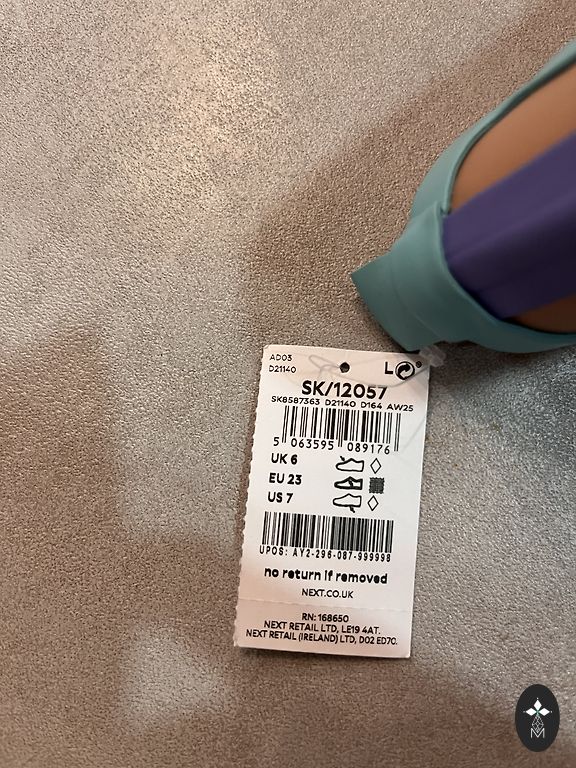 AD03
D21140
L
SK/12057
SK8587363 D21140 D164 AW25
5 063595 089176
UK 6
EU 23
US 7
UPOS: AY2-296-087-999998
no return if removed
NEXT.CO.UK
RN: 168650
NEXT RETAIL LTD, LE19 4AT.
NEXT RETAIL (IRELAND) LTD, D02 ED70.
M